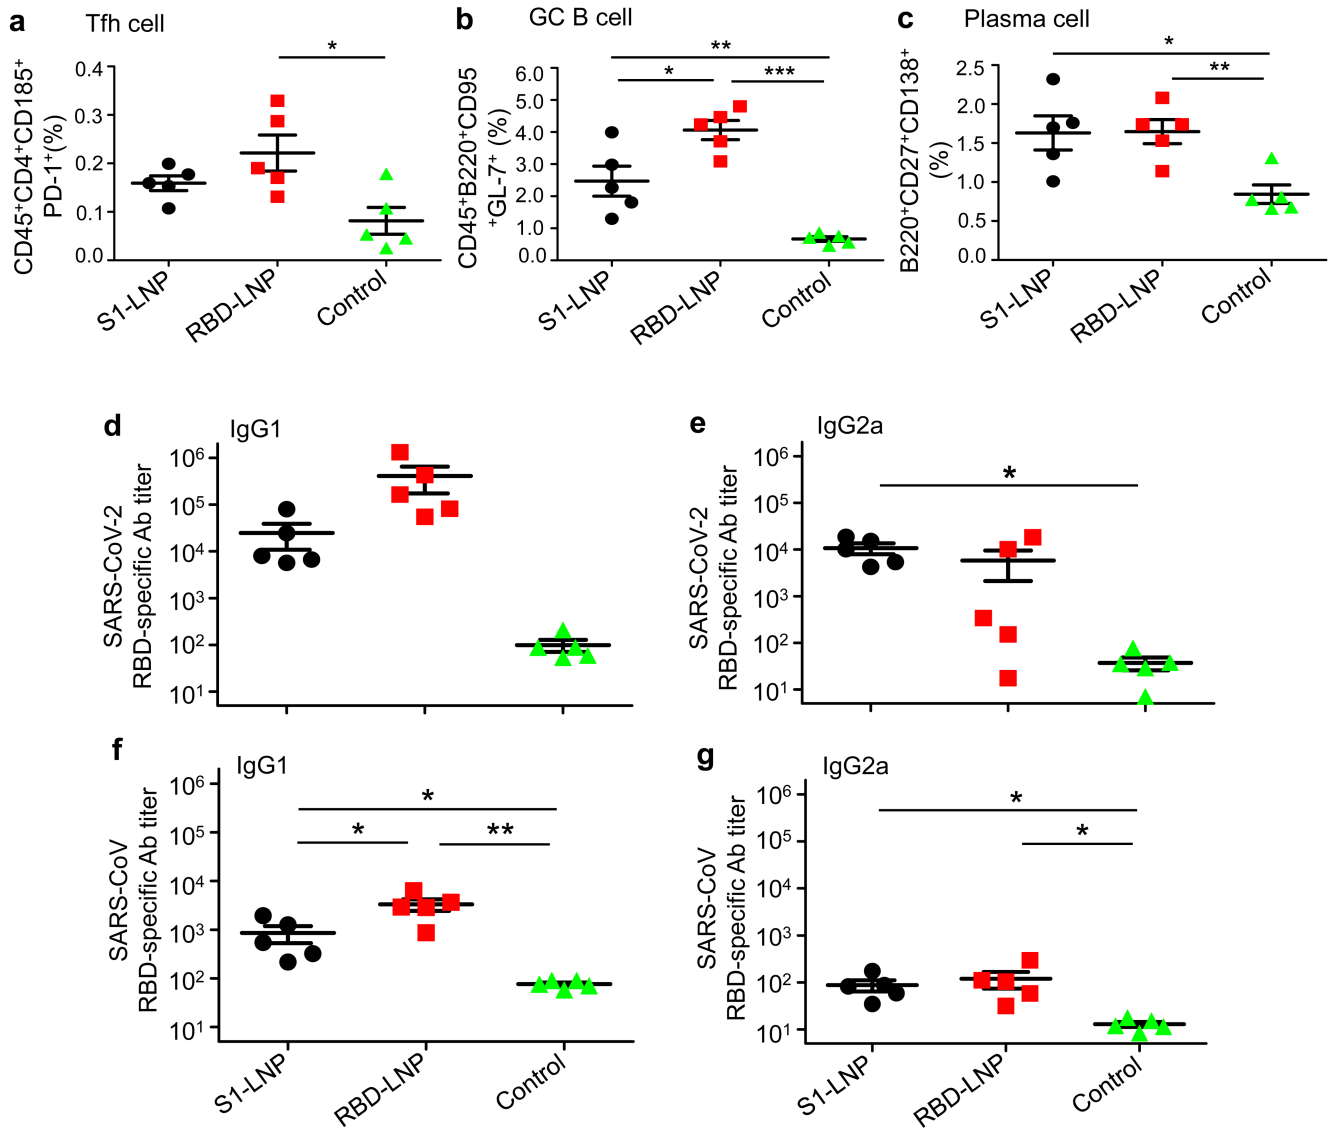 a
Tfh cell
*
CD45⁺CD4⁺CD185⁺
PD-1⁺(%)
0.4
0.3
0.2
0.1
0.0
S1-LNP
RBD-LNP
Control
b
GC B cell
**
*
***
CD45⁺B220⁺CD95
⁺GL-7⁺ (%)
6.0
5.0
4.0
3.0
2.0
1.0
0.0
S1-LNP
RBD-LNP
Control
c
Plasma cell
*
**
B220⁺CD27⁺CD138⁺
(%)
2.5
2.0
1.5
1.0
0.5
0.0
S1-LNP
RBD-LNP
Control
d
IgG1
SARS-CoV-2
RBD-specific Ab titer
10⁶
10⁵
10⁴
10³
10²
10¹
e
IgG2a
*
SARS-CoV-2
RBD-specific Ab titer
10⁶
10⁵
10⁴
10³
10²
10¹
f
IgG1
*
*
**
SARS-CoV
RBD-specific Ab titer
10⁶
10⁵
10⁴
10³
10²
10¹
S1-LNP
RBD-LNP
Control
g
IgG2a
*
*
SARS-CoV
RBD-specific Ab titer
10⁶
10⁵
10⁴
10³
10²
10¹
S1-LNP
RBD-LNP
Control